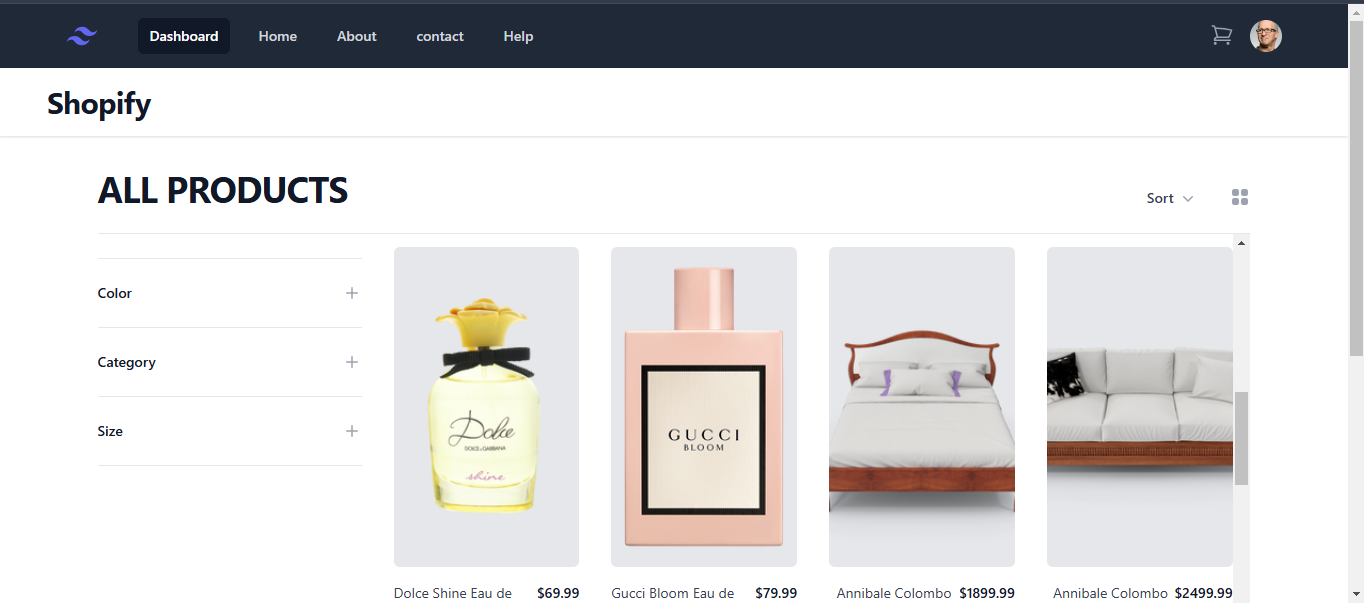 Dashboard Home About contact Help
Shopify
ALL PRODUCTS
Sort
Color
Category
Size
Dolce
DOLCE & GABBANA
shine
GUCCI
BLOOM
Dolce Shine Eau de $69.99
Gucci Bloom Eau de $79.99
Annibale Colombo $1899.99
Annibale Colombo $2499.99